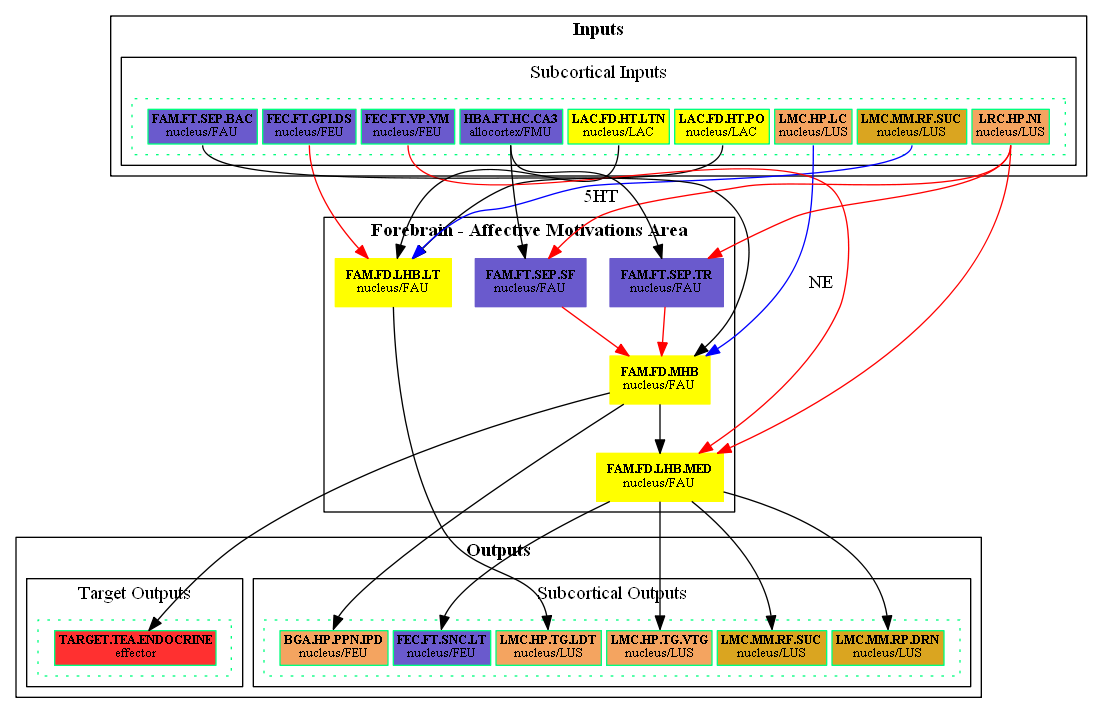 Inputs
Subcortical Inputs
FAM.FT.SEP.BAC
nucleus/FAU
FEC.FT.GPI.DS
nucleus/FEU
FEC.FT.VP.VM
nucleus/FEU
HBA.FT.HC.CA3
allocortex/FMU
LAC.FD.HT.LTN
nucleus/LAC
LAC.FD.HT.PO
nucleus/LAC
LMC.HP.LC
nucleus/LUS
LMC.MM.RF.SUC
nucleus/LUS
LRC.HP.NI
nucleus/LUS
5HT
Forebrain - Affective Motivations Area
FAM.FD.LHB.LT
nucleus/FAU
FAM.FT.SEP.SF
nucleus/FAU
FAM.FT.SEP.TR
nucleus/FAU
NE
FAM.FD.MHB
nucleus/FAU
FAM.FD.LHB.MED
nucleus/FAU
Outputs
Target Outputs
TARGET.TEA.ENDOCRINE
effector
Subcortical Outputs
BGA.HP.PPN.IPD
nucleus/FEU
FEC.FT.SNC.LT
nucleus/FEU
LMC.HP.TG.LDT
nucleus/LUS
LMC.HP.TG.VTG
nucleus/LUS
LMC.MM.RF.SUC
nucleus/LUS
LMC.MM.RP.DRN
nucleus/LUS